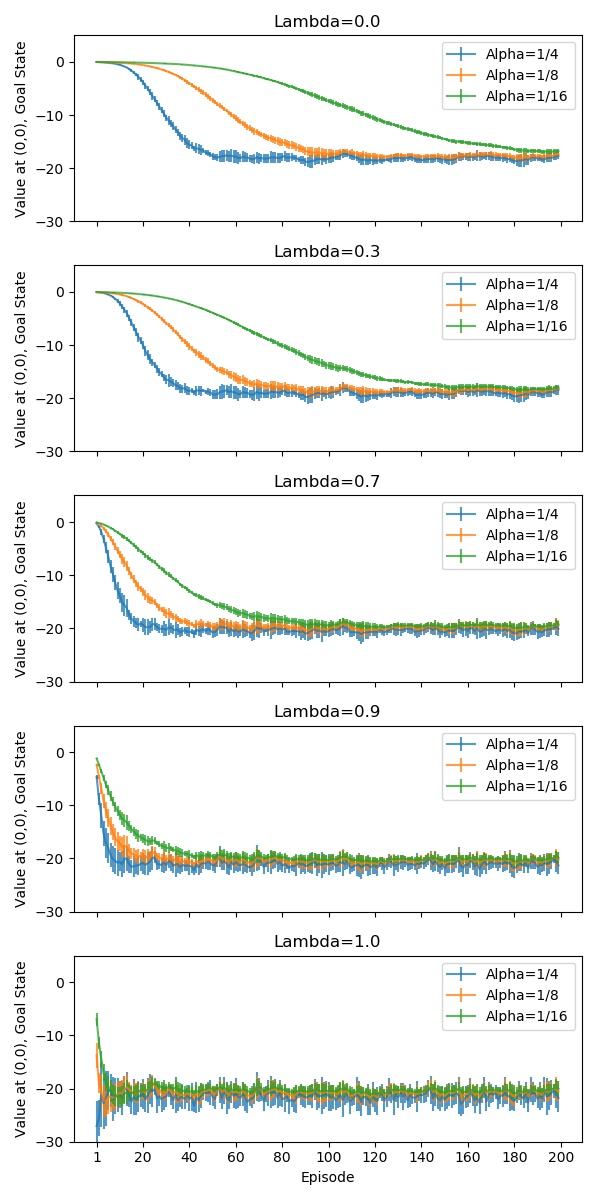 Lambda=0.0
Value at (0,0), Goal State
0
−10
−20
−30
Alpha=1/4
Alpha=1/8
Alpha=1/16
Lambda=0.3
Value at (0,0), Goal State
0
−10
−20
−30
Alpha=1/4
Alpha=1/8
Alpha=1/16
Lambda=0.7
Value at (0,0), Goal State
0
−10
−20
−30
Alpha=1/4
Alpha=1/8
Alpha=1/16
Lambda=0.9
Value at (0,0), Goal State
0
−10
−20
−30
Alpha=1/4
Alpha=1/8
Alpha=1/16
Lambda=1.0
Value at (0,0), Goal State
0
−10
−20
−30
Alpha=1/4
Alpha=1/8
Alpha=1/16
1 20 40 60 80 100 120 140 160 180 200
Episode